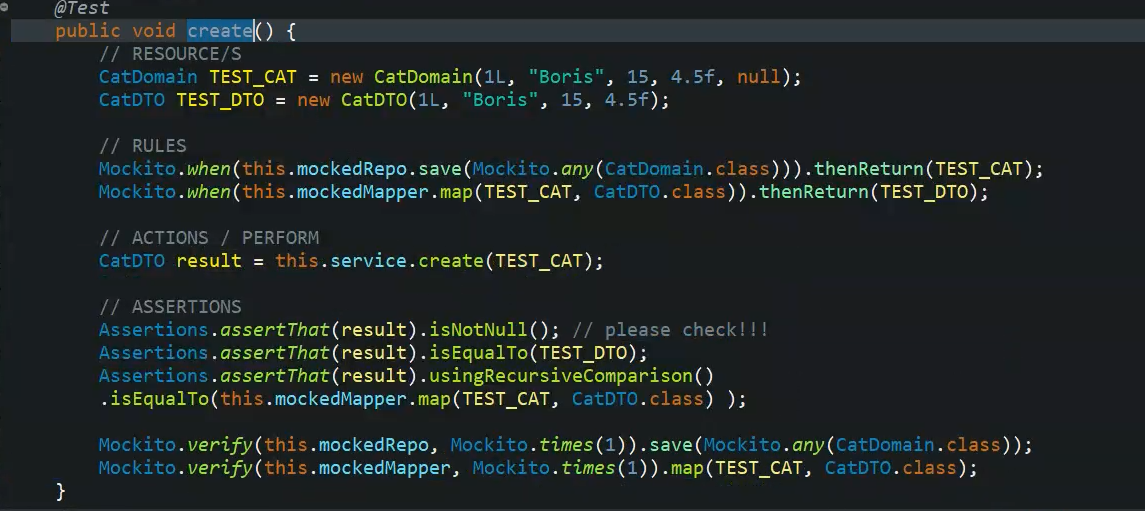 @Test
public void create() {
// RESOURCE/S
CatDomain TEST_CAT = new CatDomain(1L, "Boris", 15, 4.5f, null);
CatDTO TEST_DTO = new CatDTO(1L, "Boris", 15, 4.5f);
// RULES
Mockito.when(this.mockedRepo.save(Mockito.any(CatDomain.class))).thenReturn(TEST_CAT);
Mockito.when(this.mockedMapper.map(TEST_CAT, CatDTO.class)).thenReturn(TEST_DTO);
// ACTIONS / PERFORM
CatDTO result = this.service.create(TEST_CAT);
// ASSERTIONS
Assertions.assertThat(result).isNotNull(); // please check!!!
Assertions.assertThat(result).isEqualTo(TEST_DTO);
Assertions.assertThat(result).usingRecursiveComparison()
.isEqualTo(this.mockedMapper.map(TEST_CAT, CatDTO.class) );
Mockito.verify(this.mockedRepo, Mockito.times(1)).save(Mockito.any(CatDomain.class));
Mockito.verify(this.mockedMapper, Mockito.times(1)).map(TEST_CAT, CatDTO.class);
}